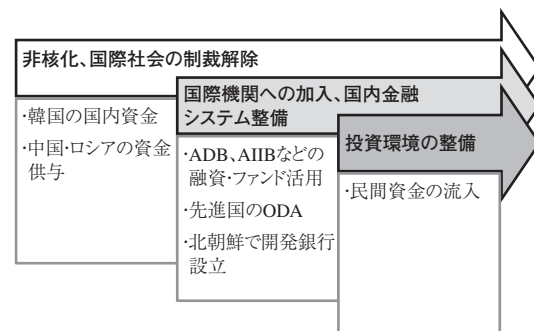 非核化、国際社会の制裁解除
・韓国の国内資金
・中国・ロシアの資金
供与
国際機関への加入、国内金融
システム整備
・ADB、AIIBなどの
融資・ファンド活用
・先進国のODA
・北朝鮮で開発銀行
設立
投資環境の整備
・民間資金の流入